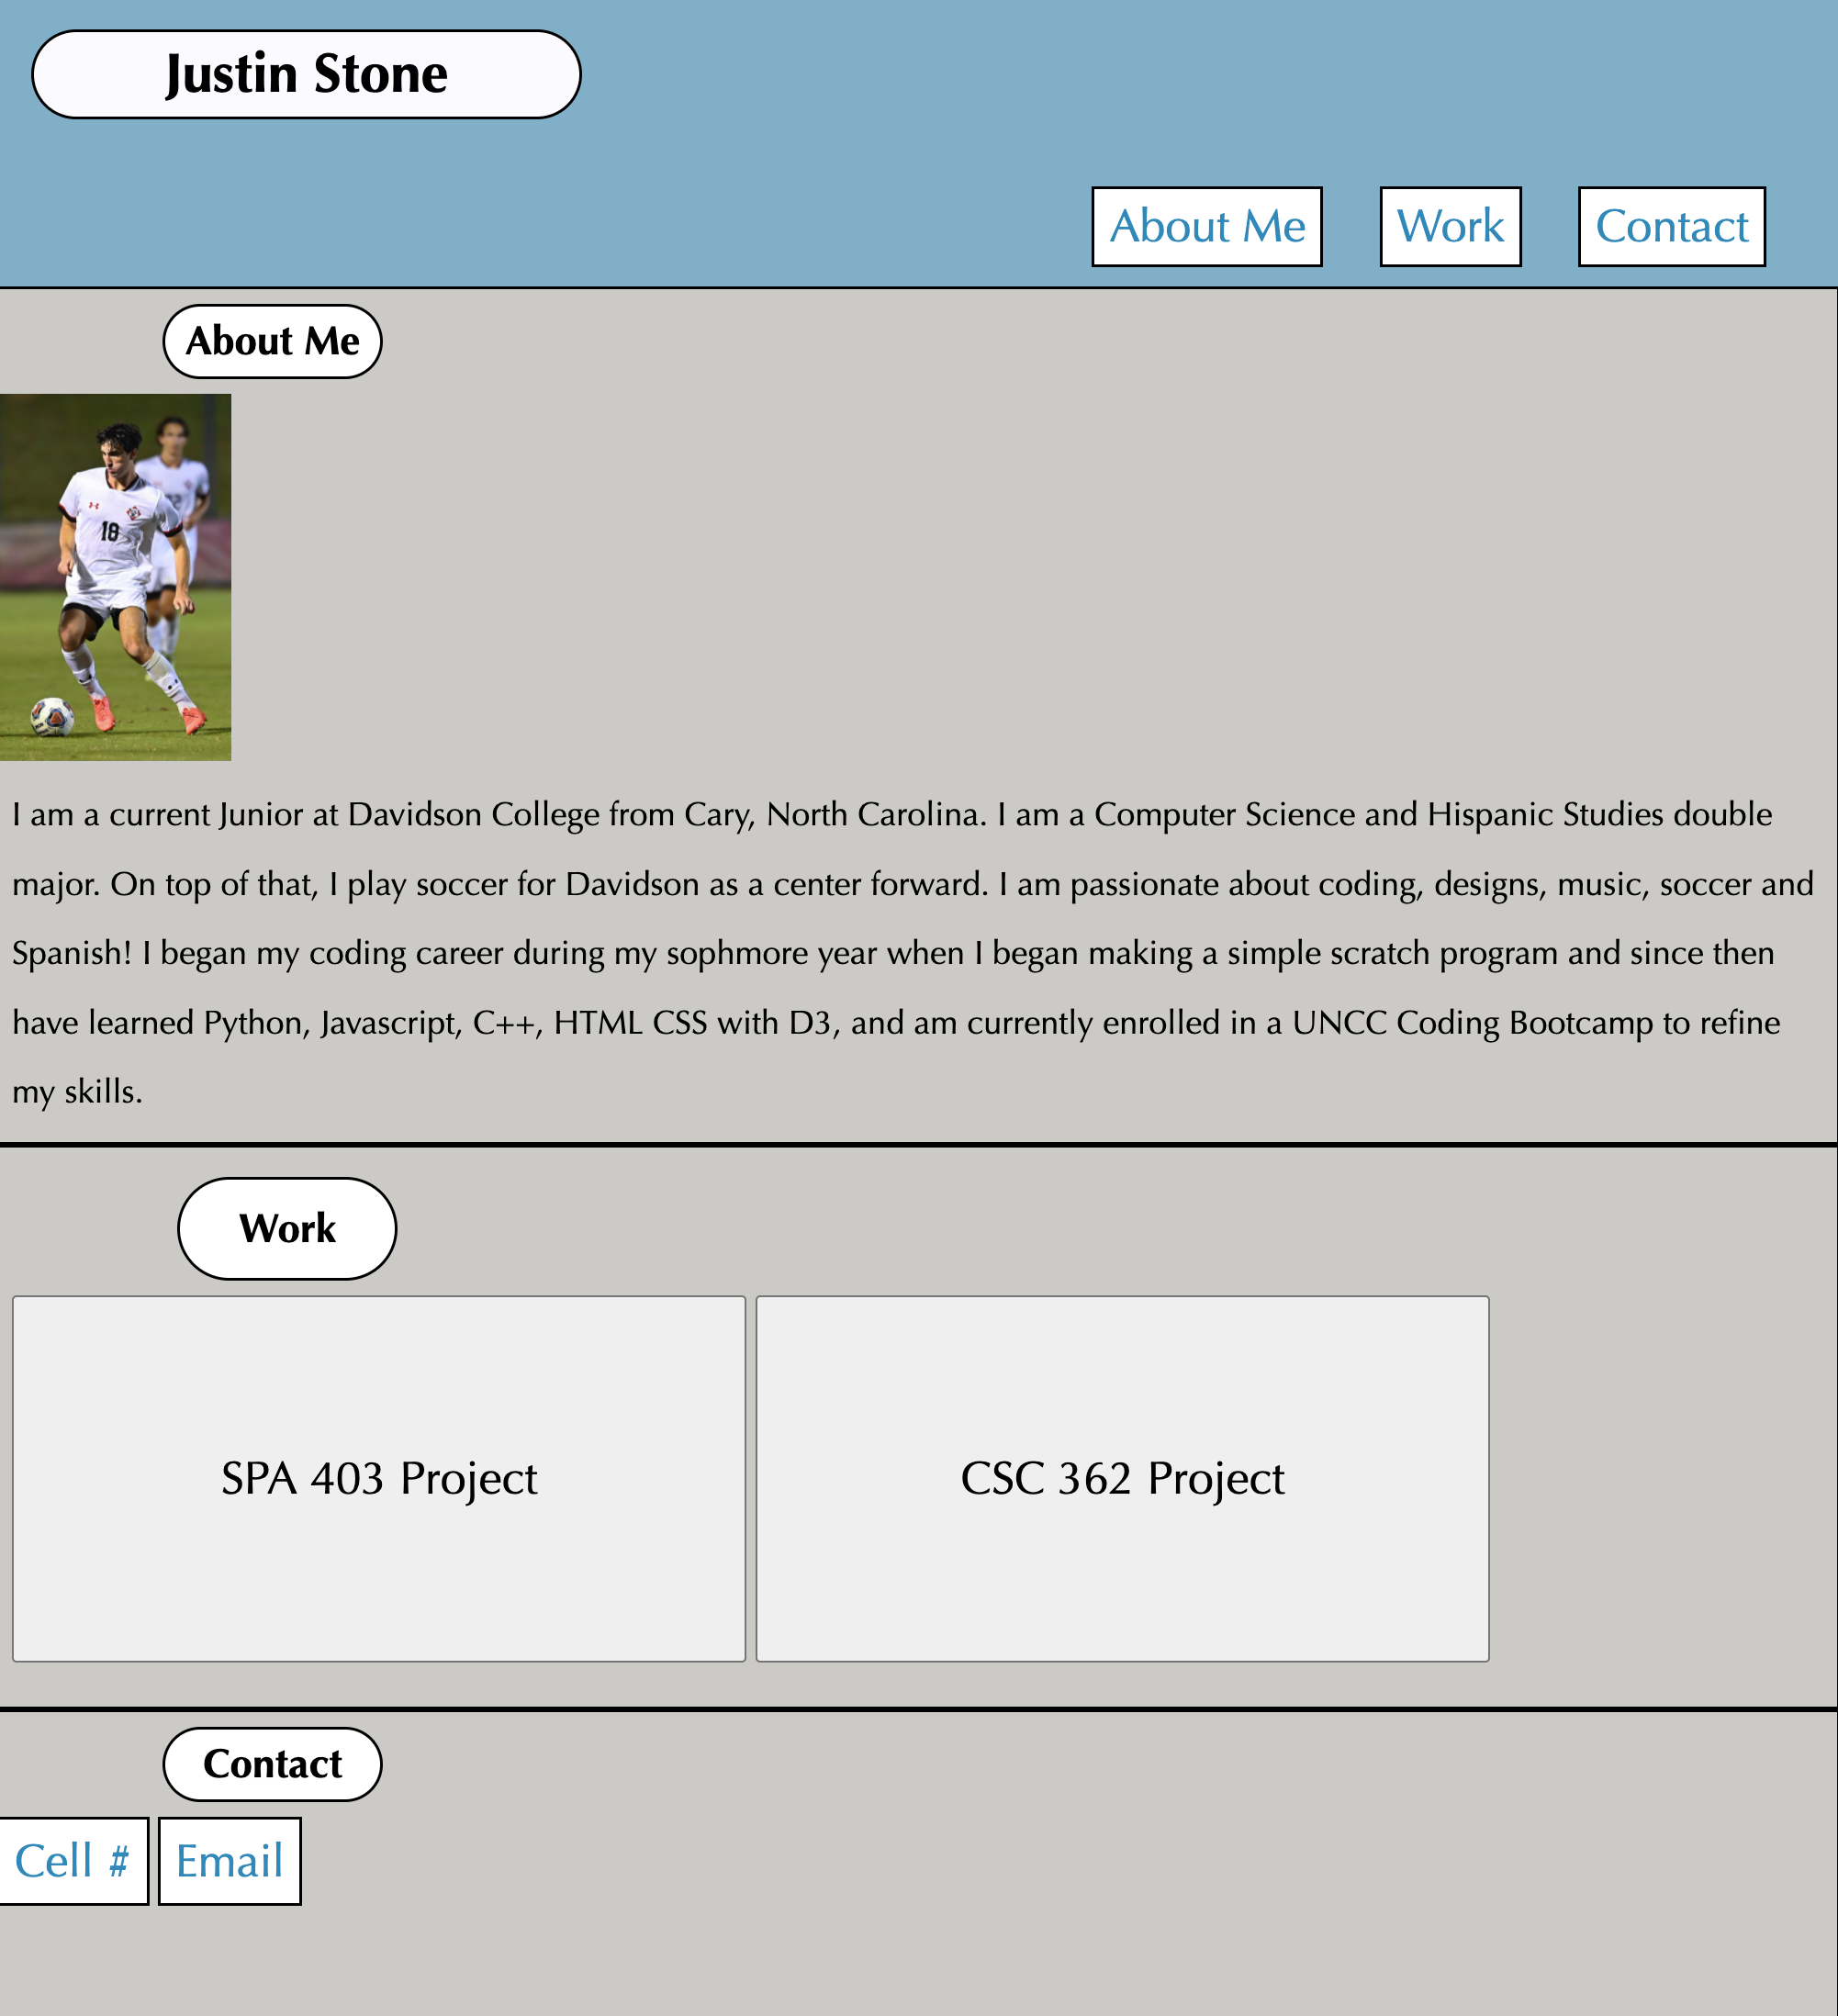 Justin Stone
About Me
Work
Contact
About Me
18
I am a current Junior at Davidson College from Cary, North Carolina. I am a Computer Science and Hispanic Studies double
major. On top of that, I play soccer for Davidson as a center forward. I am passionate about coding, designs, music, soccer and
Spanish! I began my coding career during my sophmore year when I began making a simple scratch program and since then
have learned Python, Javascript, C++, HTML CSS with D3, and am currently enrolled in a UNCC Coding Bootcamp to refine
my skills.
Work
SPA 403 Project
CSC 362 Project
Contact
Cell #
Email